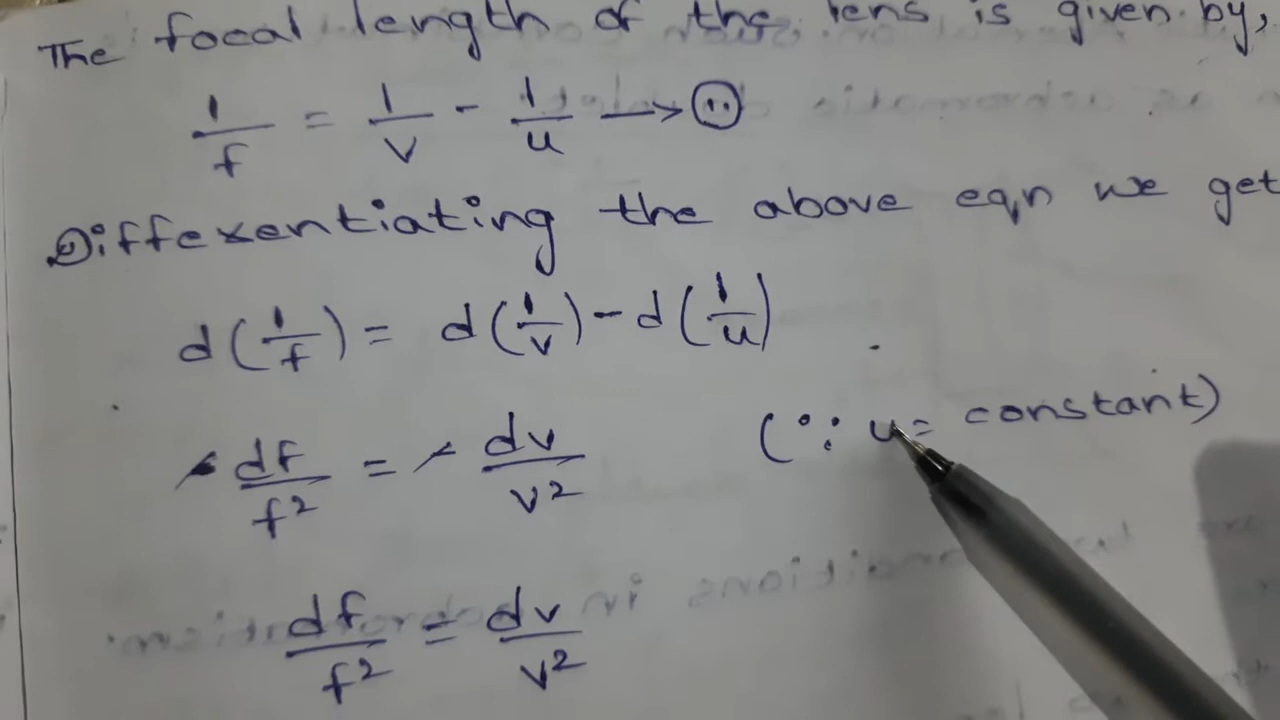 The focal length of the lens is given by,
1/f = 1/v - 1/u → (..)
Differentiating the above eqn we get
d(1/f) = d(1/v) - d(1/u)
- df/f² = - dv/v² (∵ u = constant)
df/f² = dv/v²